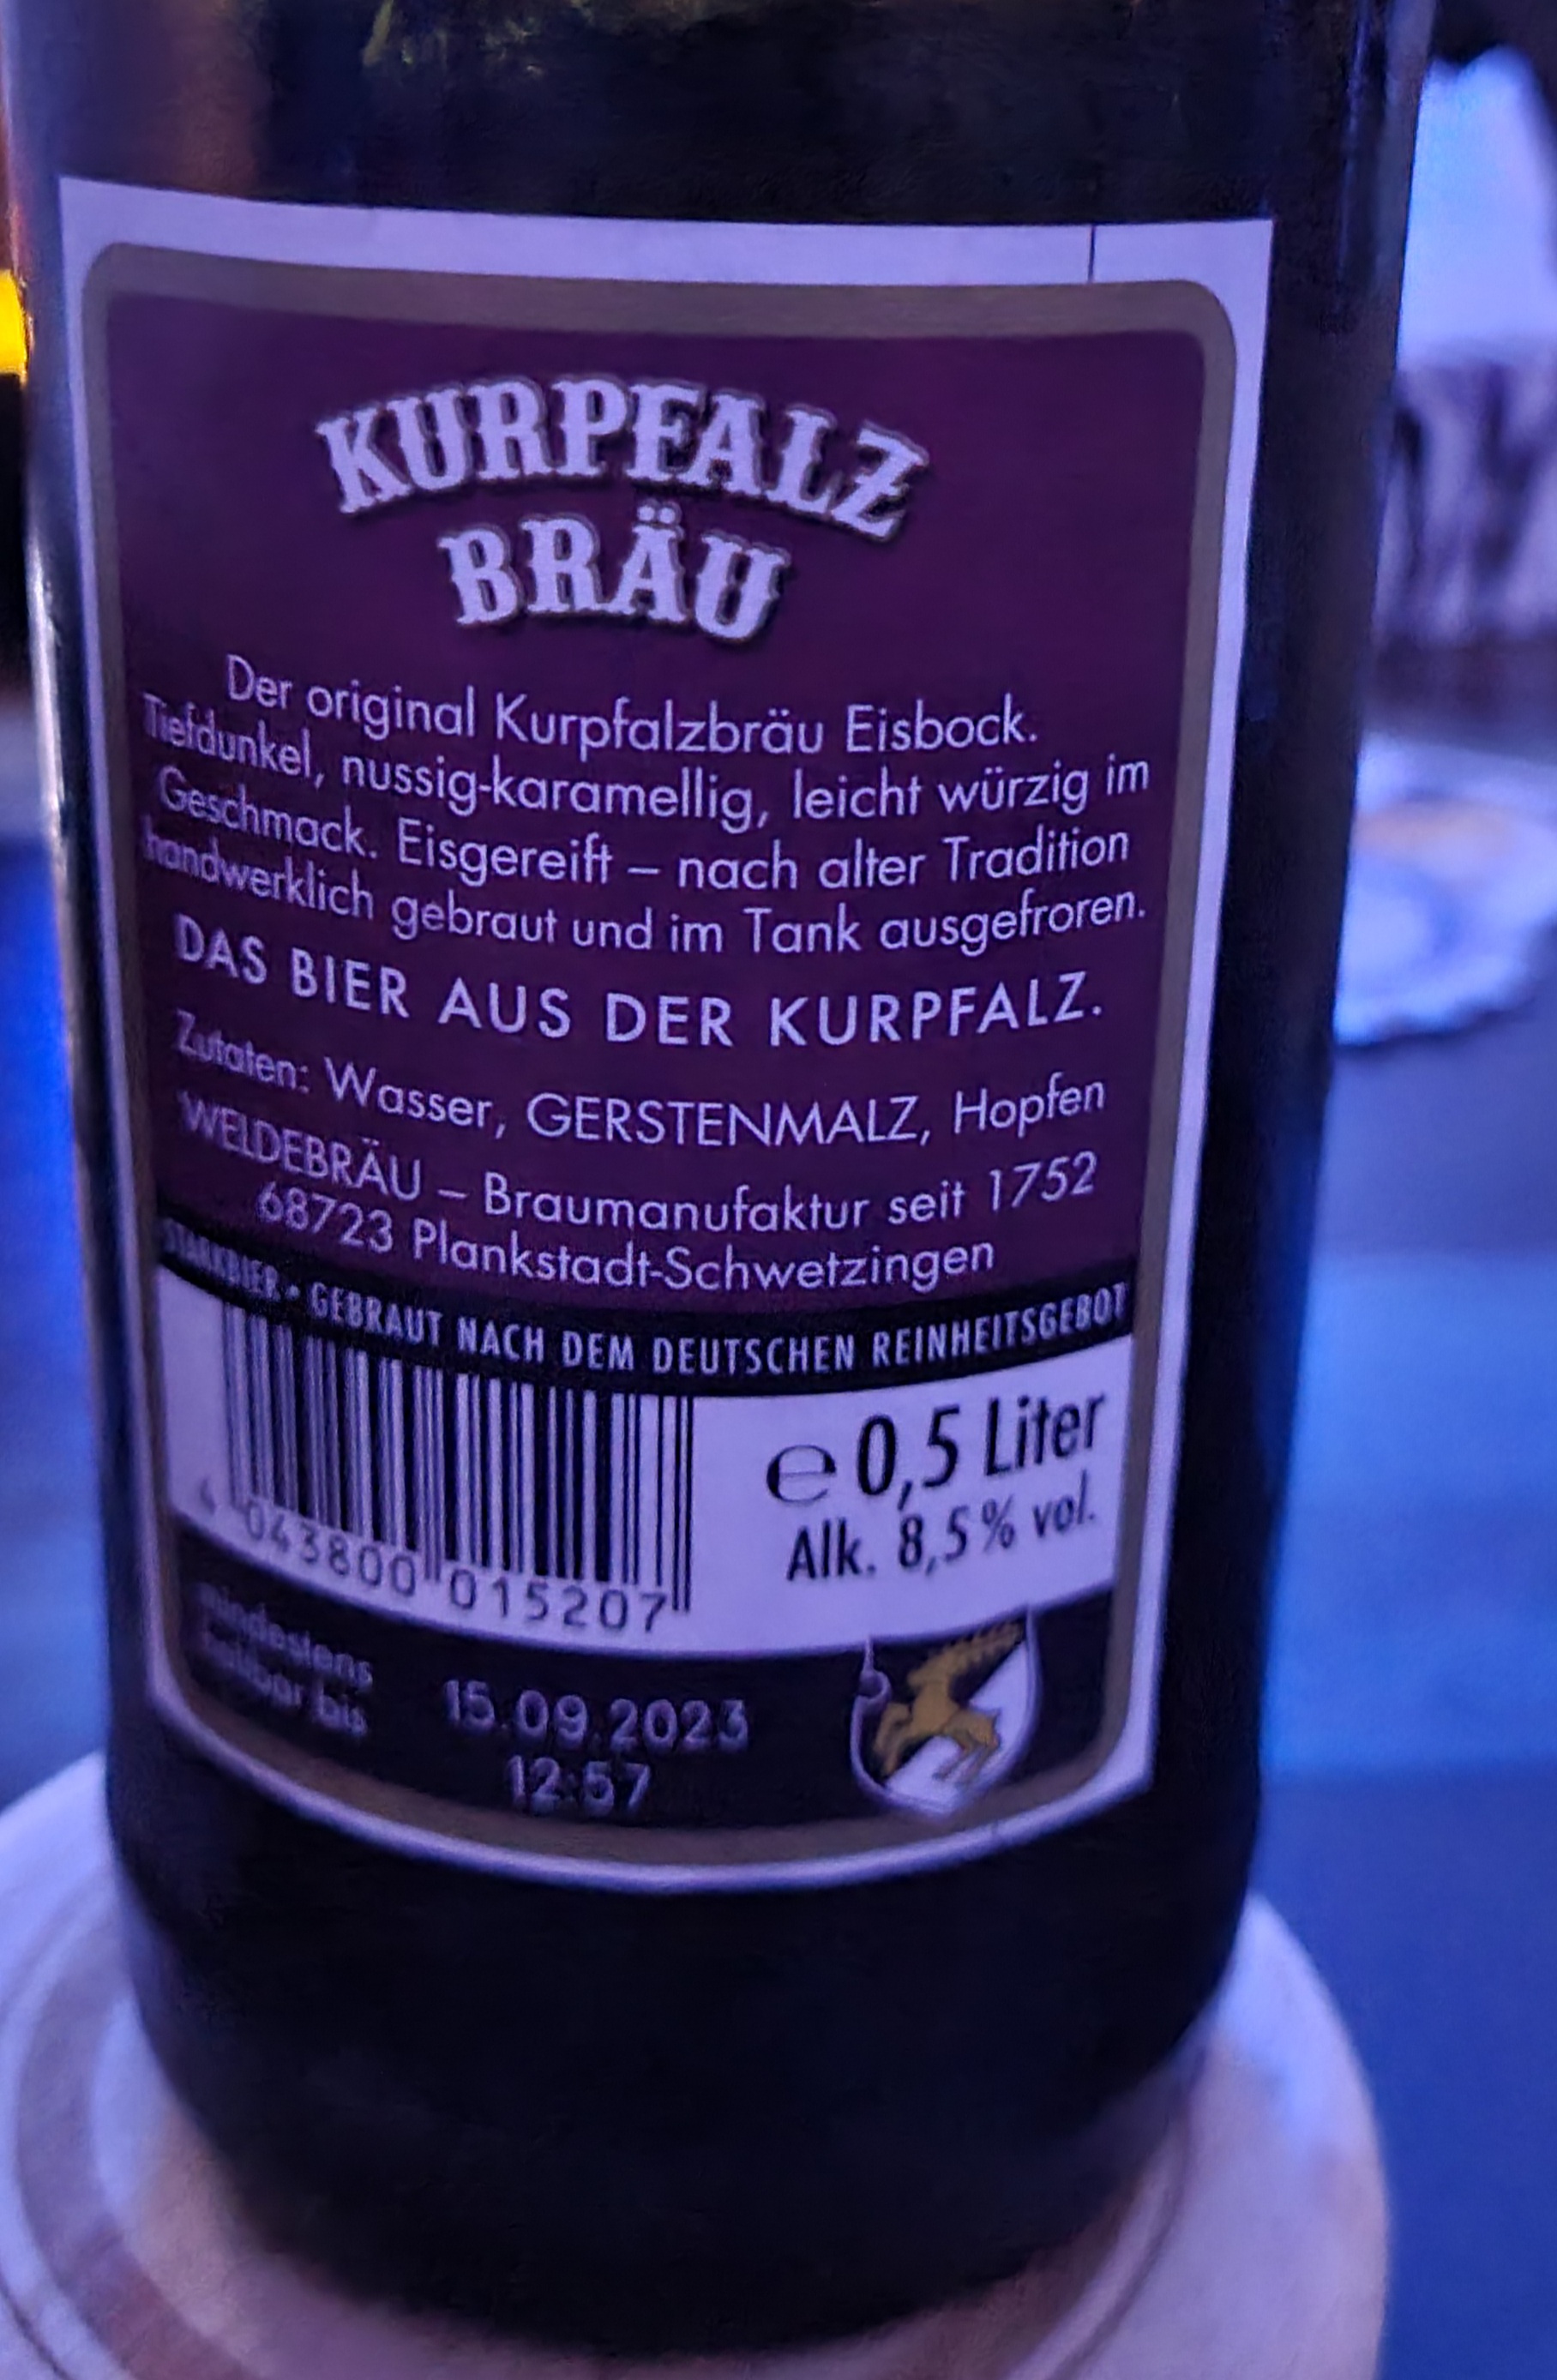 KURPFALZ
BRÄU
Der original Kurpfalzbräu Eisbock.
Tiefdunkel, nussig-karamellig, leicht würzig im
Geschmack. Eisgereift – nach alter Tradition
handwerklich gebraut und im Tank ausgefroren.
DAS BIER AUS DER KURPFALZ.
Zutaten: Wasser, GERSTENMALZ, Hopfen
WELDEBRÄU – Braumanufaktur seit 1752
68723 Plankstadt-Schwetzingen
STARKBIER • GEBRAUT NACH DEM DEUTSCHEN REINHEITSGEBOT
℮ 0,5 Liter
Alk. 8,5% vol.
4 043800 015207
mindestens
haltbar bis
15.09.2023
12:57